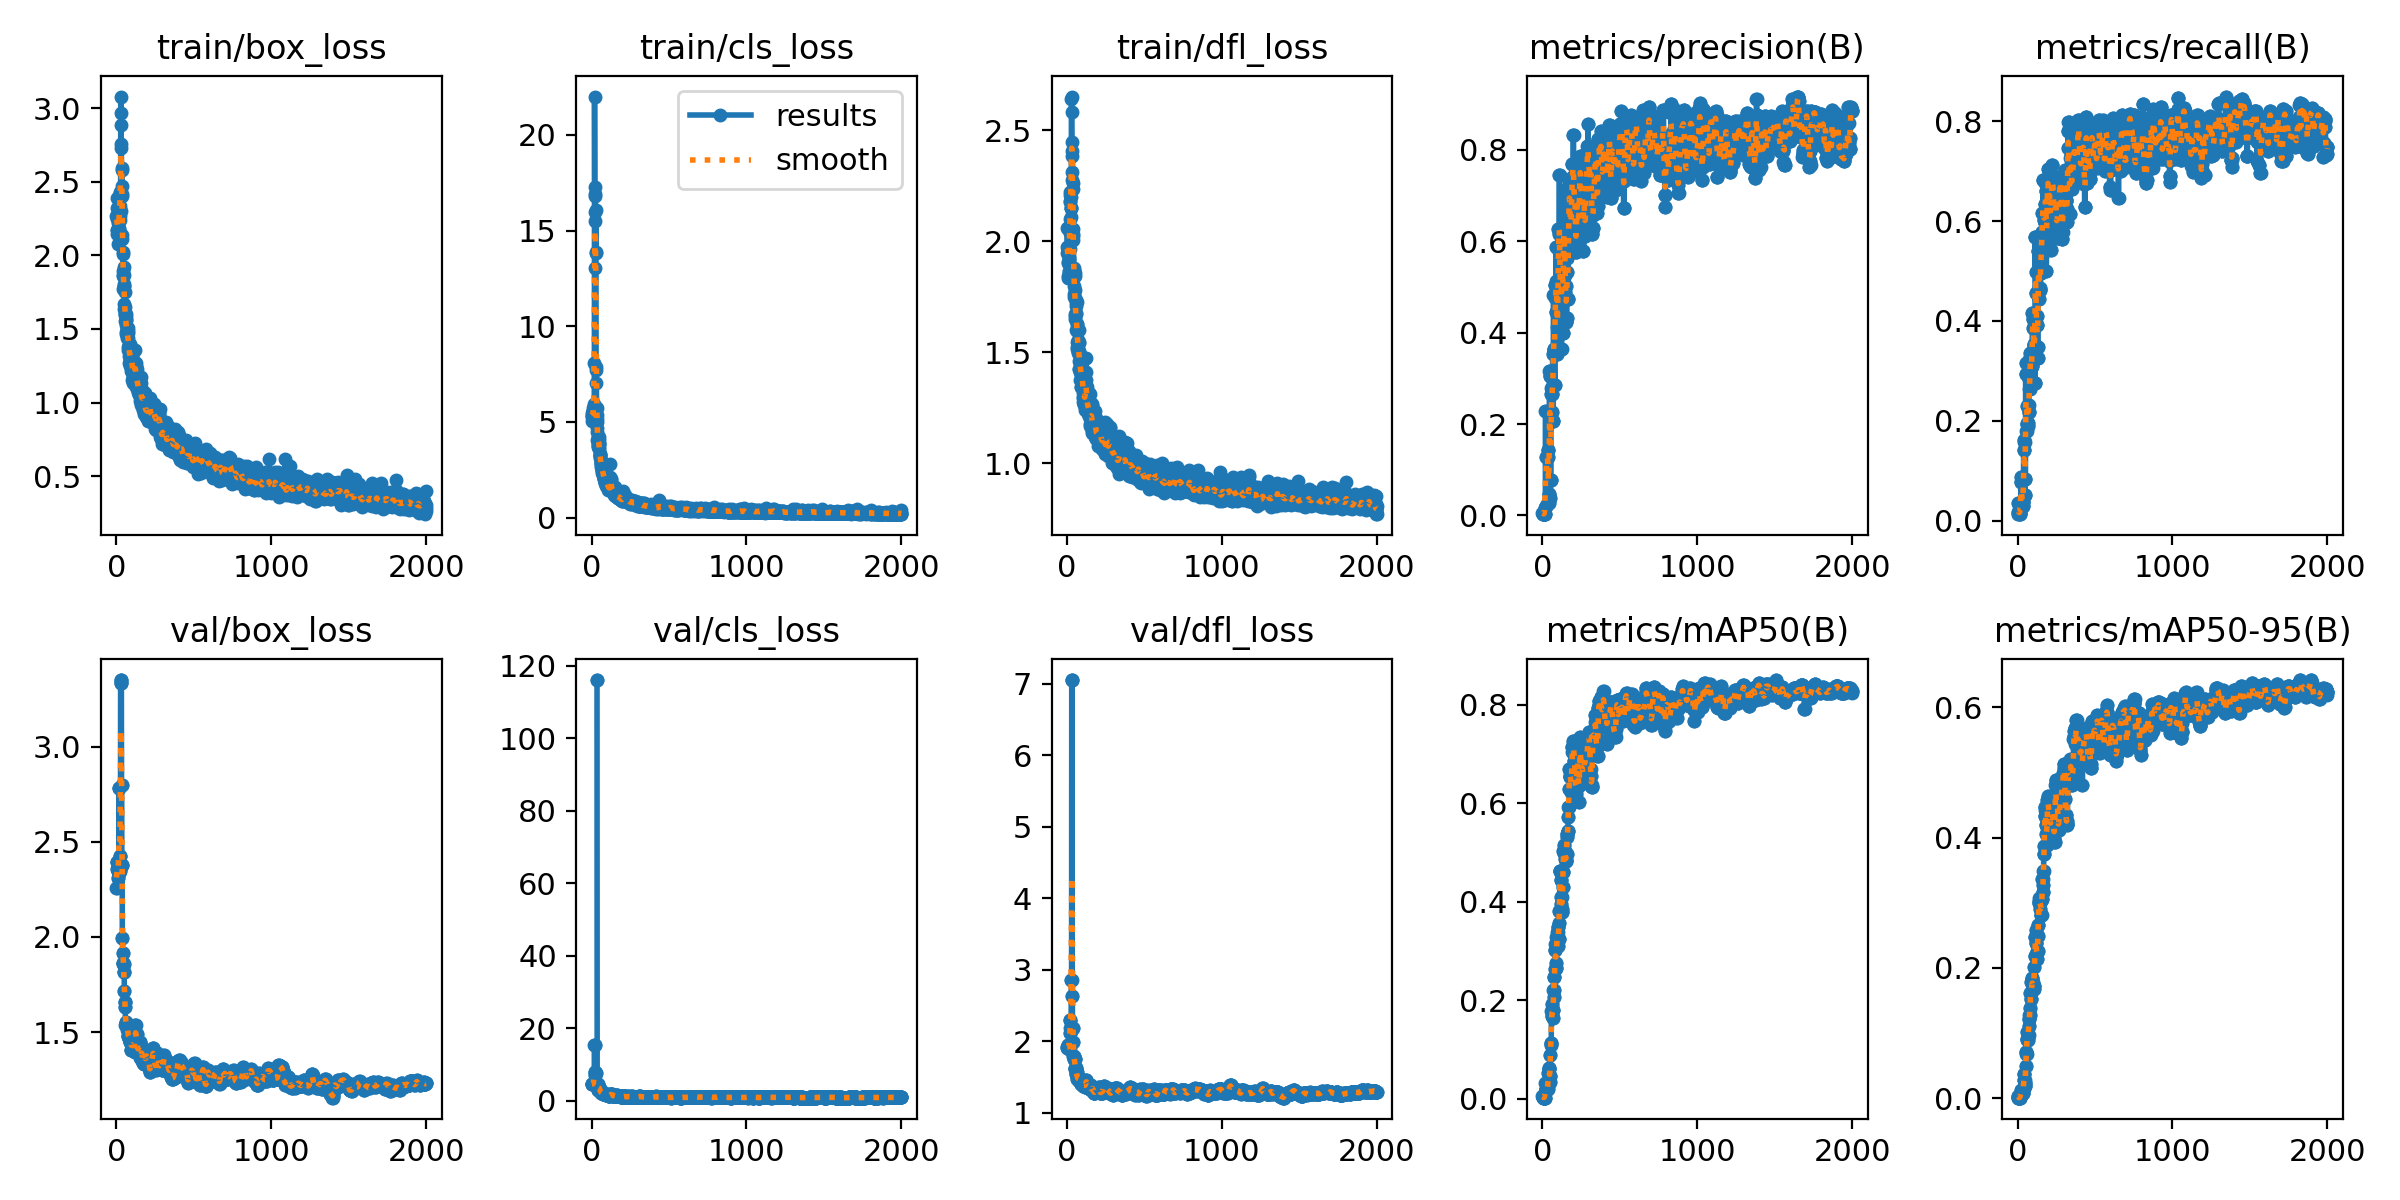 train/box_loss
3.0
2.5
2.0
1.5
1.0
0.5
0 1000 2000
train/cls_loss
results
smooth
20
15
10
5
0
0 1000 2000
train/dfl_loss
2.5
2.0
1.5
1.0
0 1000 2000
metrics/precision(B)
0.8
0.6
0.4
0.2
0.0
0 1000 2000
metrics/recall(B)
0.8
0.6
0.4
0.2
0.0
0 1000 2000
val/box_loss
3.0
2.5
2.0
1.5
0 1000 2000
val/cls_loss
120
100
80
60
40
20
0
0 1000 2000
val/dfl_loss
7
6
5
4
3
2
1
0 1000 2000
metrics/mAP50(B)
0.8
0.6
0.4
0.2
0.0
0 1000 2000
metrics/mAP50-95(B)
0.6
0.4
0.2
0.0
0 1000 2000